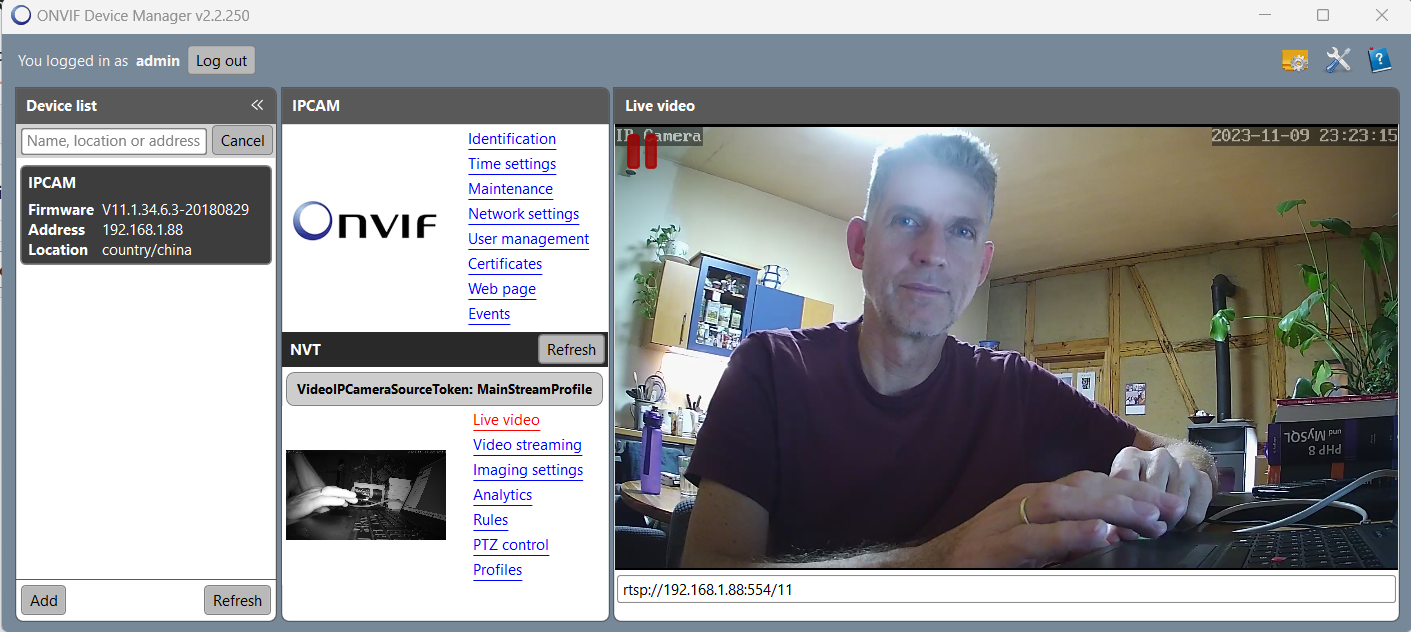 ONVIF Device Manager v2.2.250
You logged in as admin Log out
Device list
Name, location or address Cancel
IPCAM
Firmware V11.1.34.6.3-20180829
Address 192.168.1.88
Location country/china
Add Refresh
IPCAM
ONVIF
Identification
Time settings
Maintenance
Network settings
User management
Certificates
Web page
Events
NVT Refresh
VideoIPCameraSourceToken: MainStreamProfile
Live video
Video streaming
Imaging settings
Analytics
Rules
PTZ control
Profiles
Live video
IP Camera 2023-11-09 23:23:15
PHP 8
und MySQL
rtsp://192.168.1.88:554/11